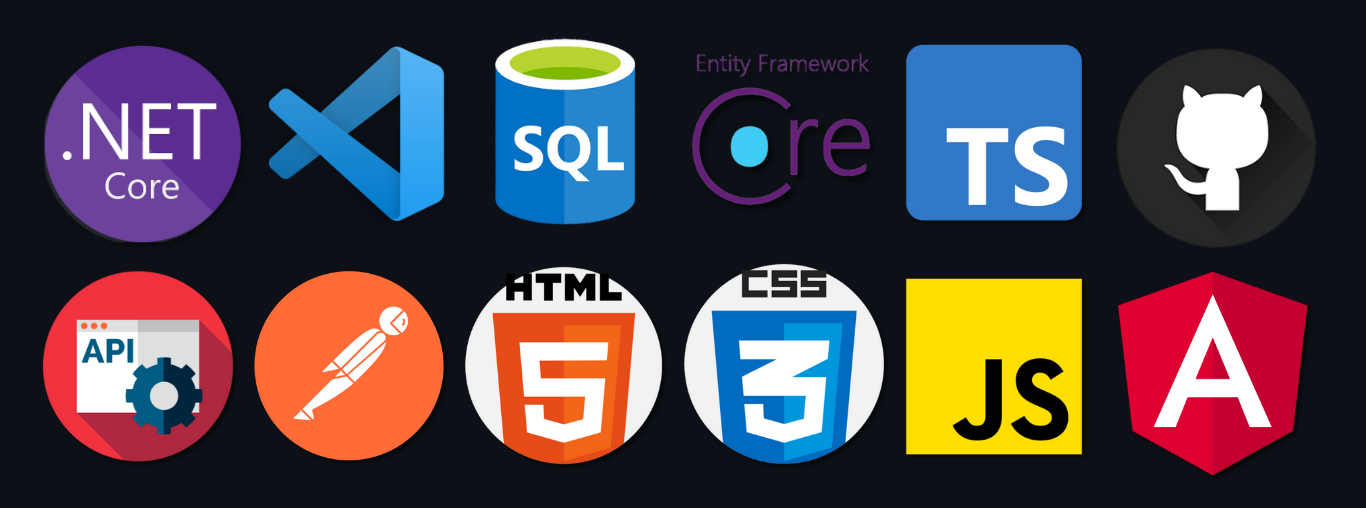 .NET
Core
SQL
Entity Framework
Core
TS
API
HTML
5
CSS
3
JS
A